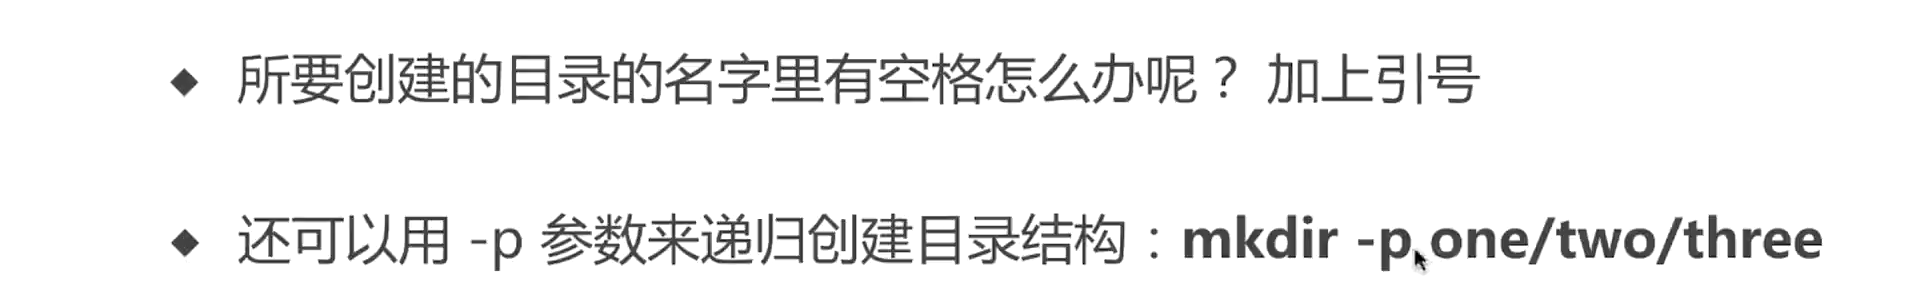 ◆ 所要创建的目录的名字里有空格怎么办呢？ 加上引号
◆ 还可以用 -p 参数来递归创建目录结构：mkdir -p one/two/three